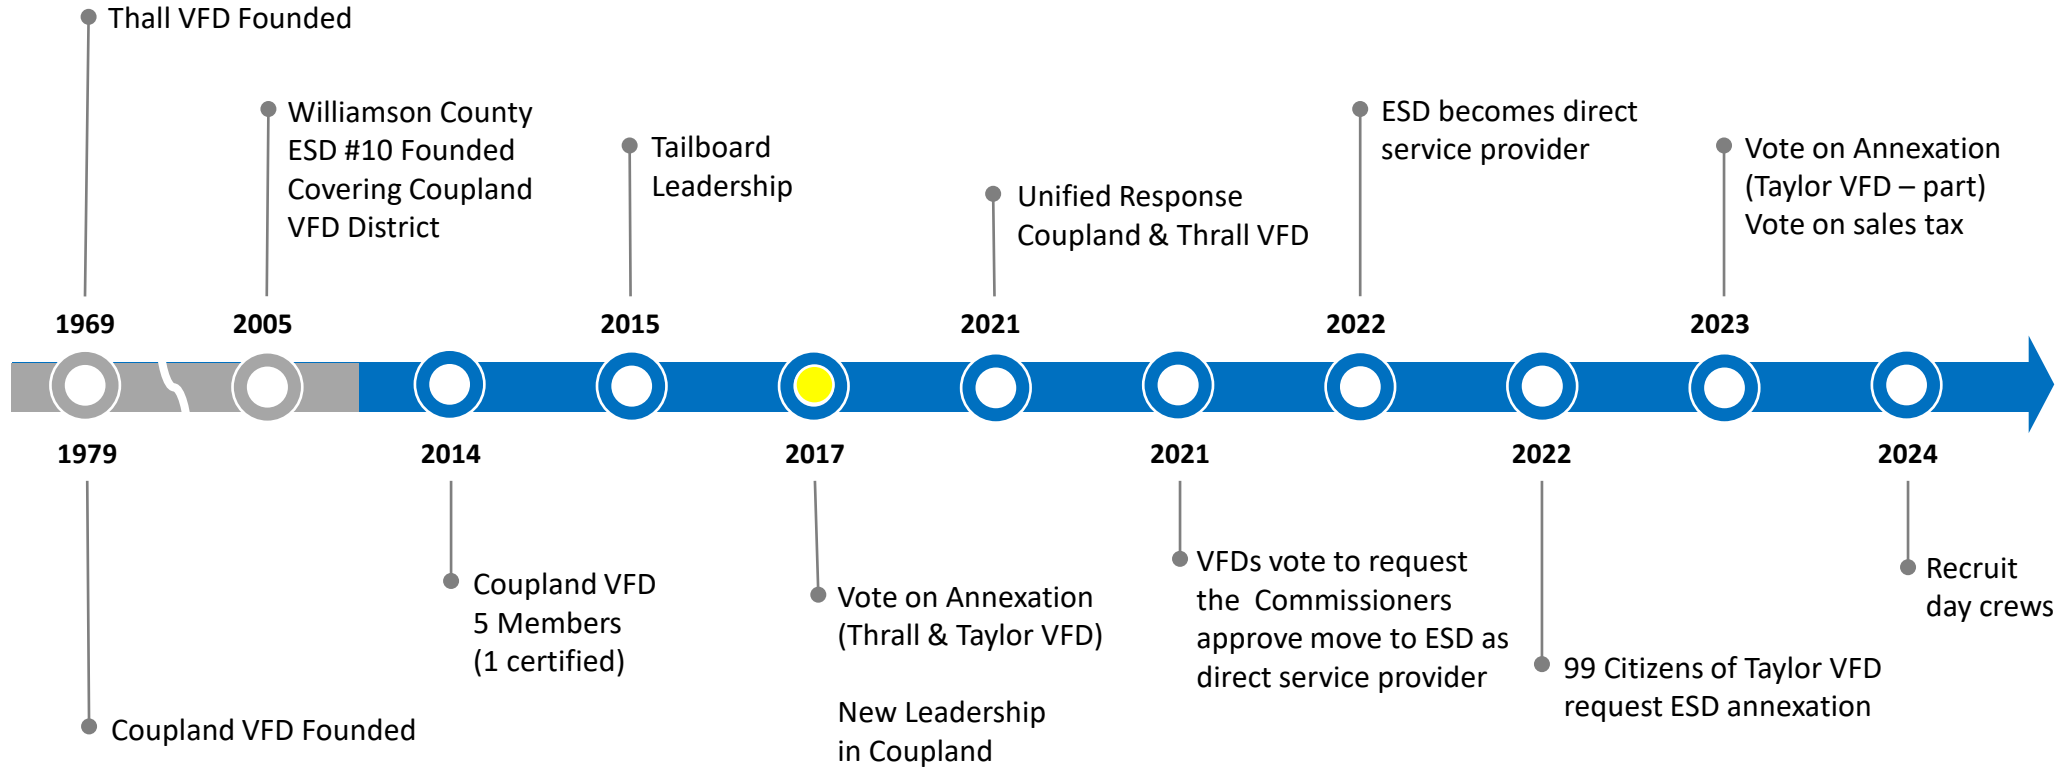 Thall VFD Founded
Williamson County
ESD #10 Founded
Covering Coupland
VFD District
Tailboard
Leadership
Unified Response
Coupland & Thrall VFD
ESD becomes direct
service provider
Vote on Annexation
(Taylor VFD – part)
Vote on sales tax
1969
2005
2015
2021
2022
2023
1979
2014
2017
2021
2022
2024
Coupland VFD Founded
Coupland VFD
5 Members
(1 certified)
Vote on Annexation
(Thrall & Taylor VFD)
New Leadership
in Coupland
VFDs vote to request
the Commissioners
approve move to ESD as
direct service provider
99 Citizens of Taylor VFD
request ESD annexation
Recruit
day crews